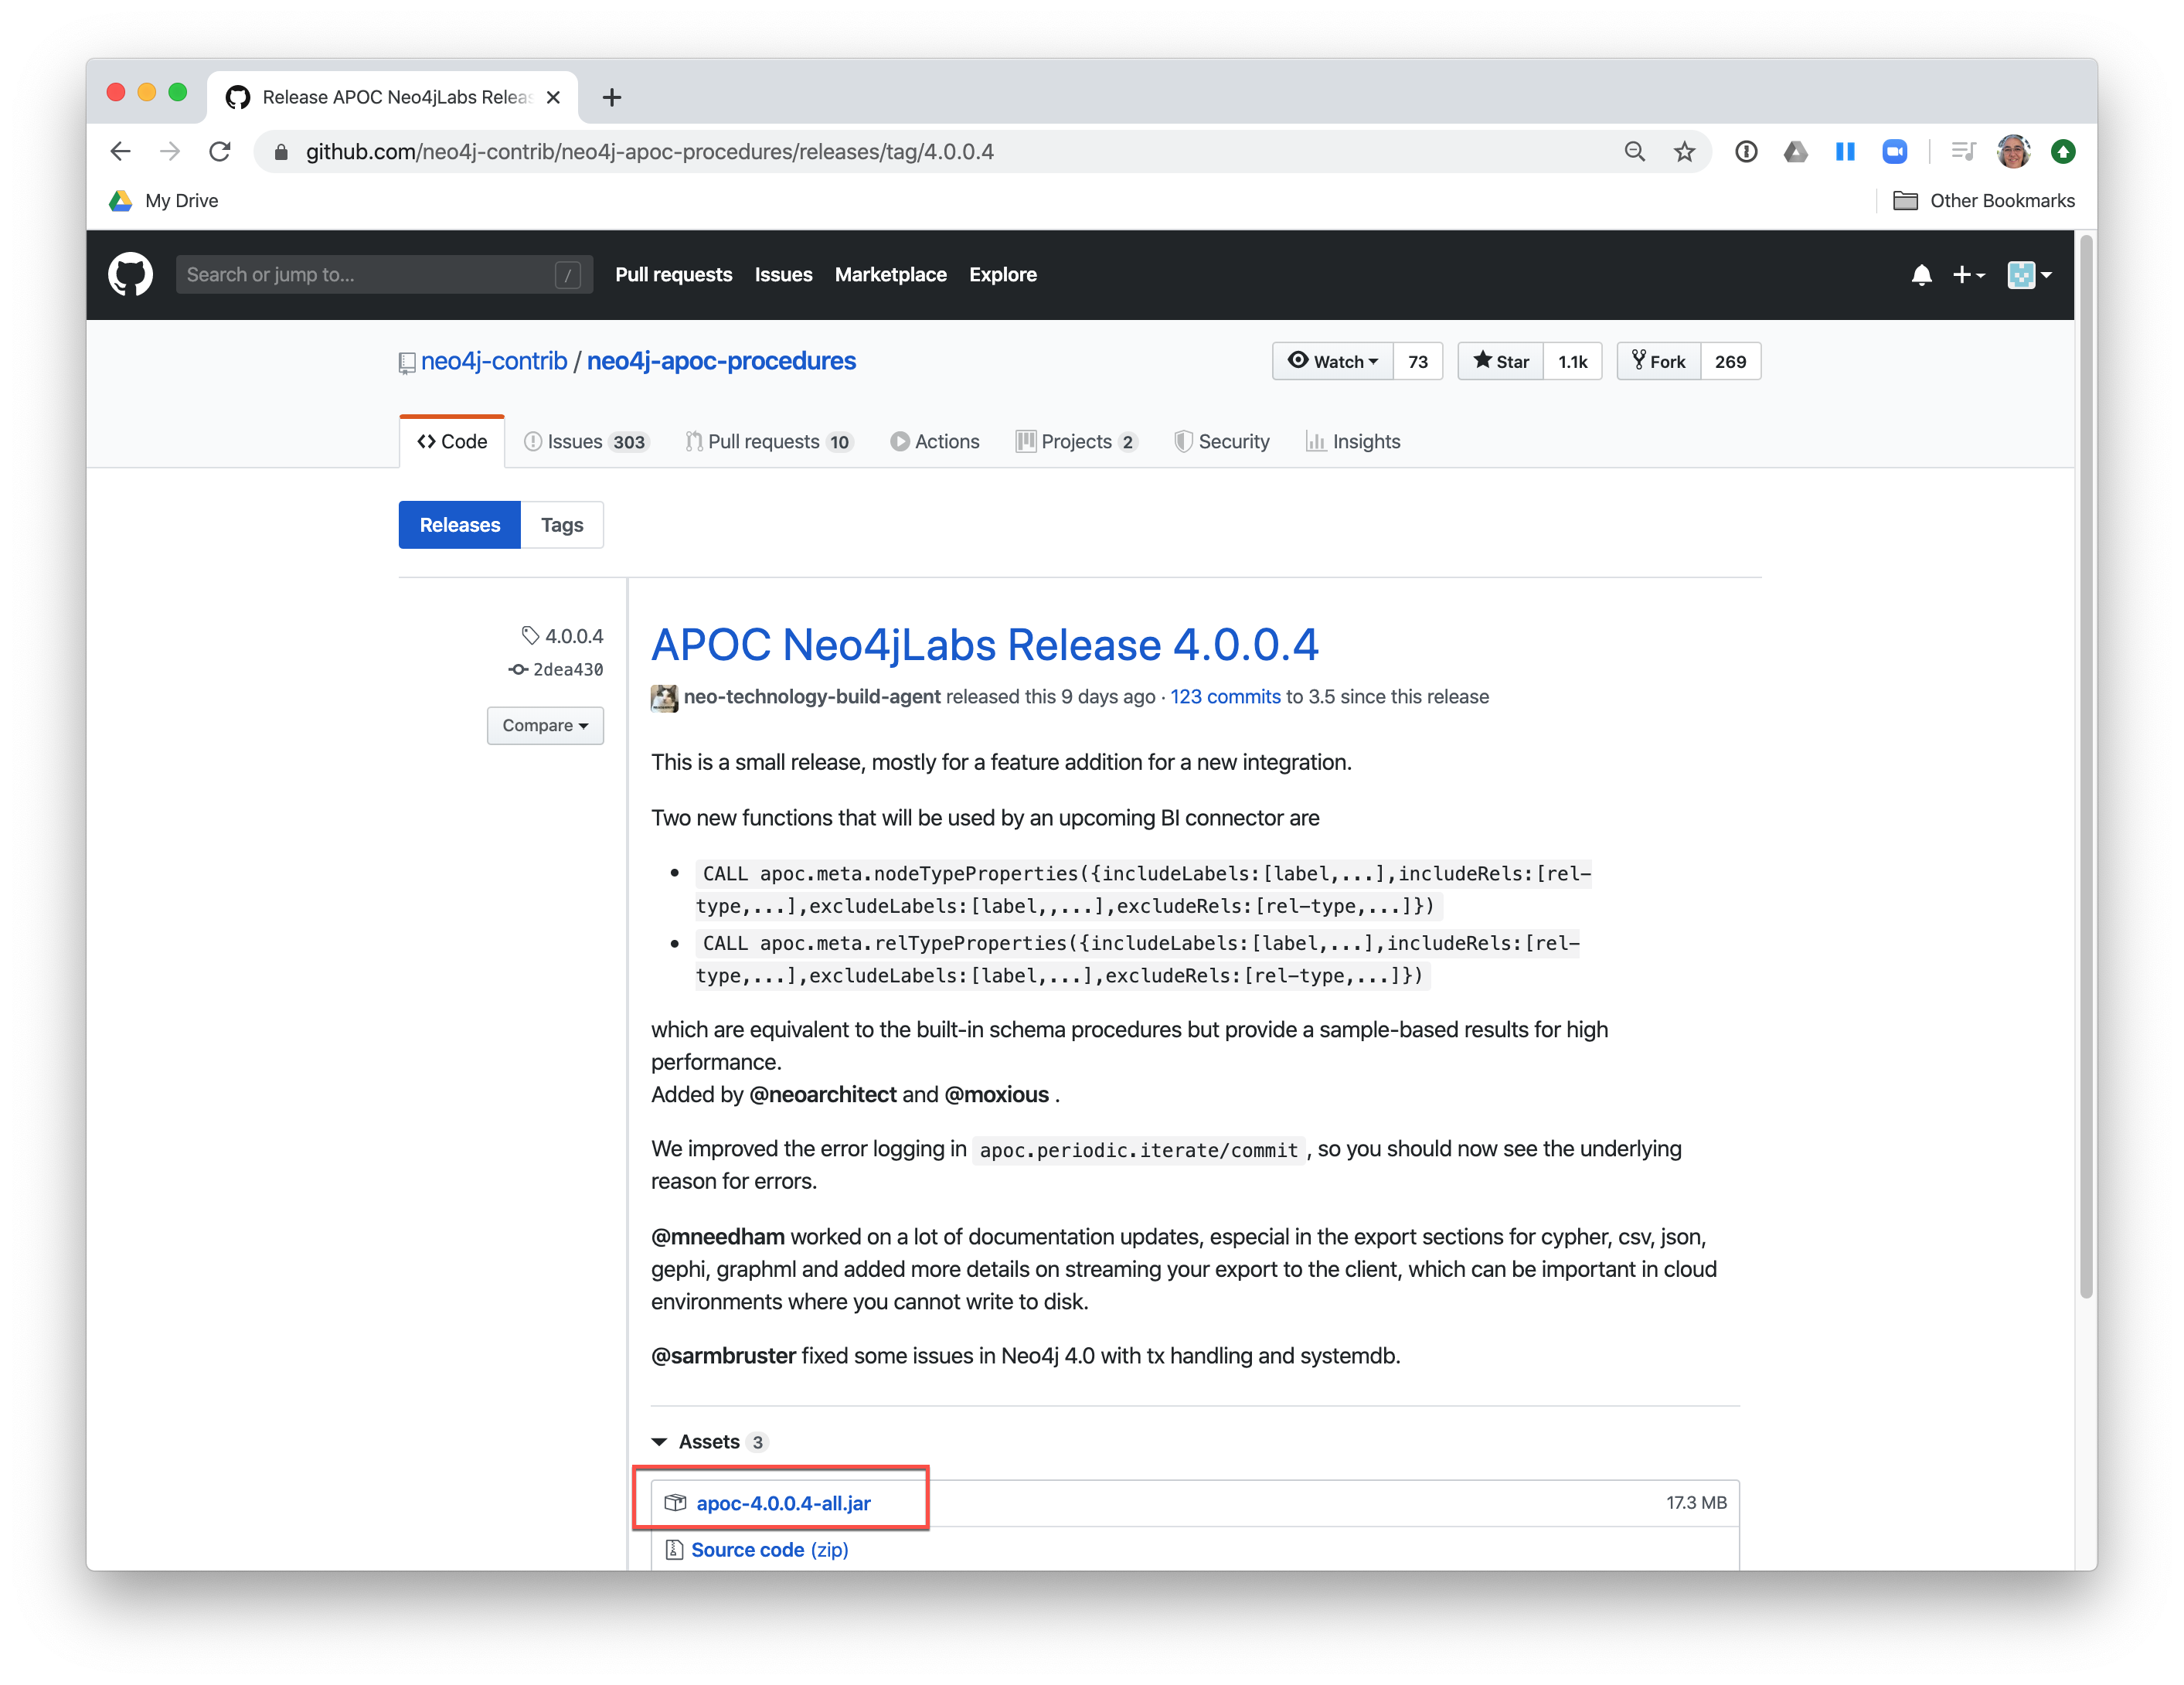 Release APOC Neo4jLabs Releas
github.com/neo4j-contrib/neo4j-apoc-procedures/releases/tag/4.0.0.4
My Drive
Other Bookmarks
Search or jump to...
/
Pull requests
Issues
Marketplace
Explore
neo4j-contrib / neo4j-apoc-procedures
Watch 73
Star 1.1k
Fork 269
Code
Issues 303
Pull requests 10
Actions
Projects 2
Security
Insights
Releases
Tags
4.0.0.4
2dea430
Compare
APOC Neo4jLabs Release 4.0.0.4
neo-technology-build-agent released this 9 days ago · 123 commits to 3.5 since this release
This is a small release, mostly for a feature addition for a new integration.
Two new functions that will be used by an upcoming BI connector are
• CALL apoc.meta.nodeTypeProperties({includeLabels:[label,...],includeRels:[rel-
type,...],excludeLabels:[label,,...],excludeRels:[rel-type,...]})
• CALL apoc.meta.relTypeProperties({includeLabels:[label,...],includeRels:[rel-
type,...],excludeLabels:[label,...],excludeRels:[rel-type,...]})
which are equivalent to the built-in schema procedures but provide a sample-based results for high
performance.
Added by @neoarchitect and @moxious .
We improved the error logging in apoc.periodic.iterate/commit , so you should now see the underlying
reason for errors.
@mneedham worked on a lot of documentation updates, especial in the export sections for cypher, csv, json,
gephi, graphml and added more details on streaming your export to the client, which can be important in cloud
environments where you cannot write to disk.
@sarmbruster fixed some issues in Neo4j 4.0 with tx handling and systemdb.
Assets 3
apoc-4.0.0.4-all.jar
17.3 MB
Source code (zip)